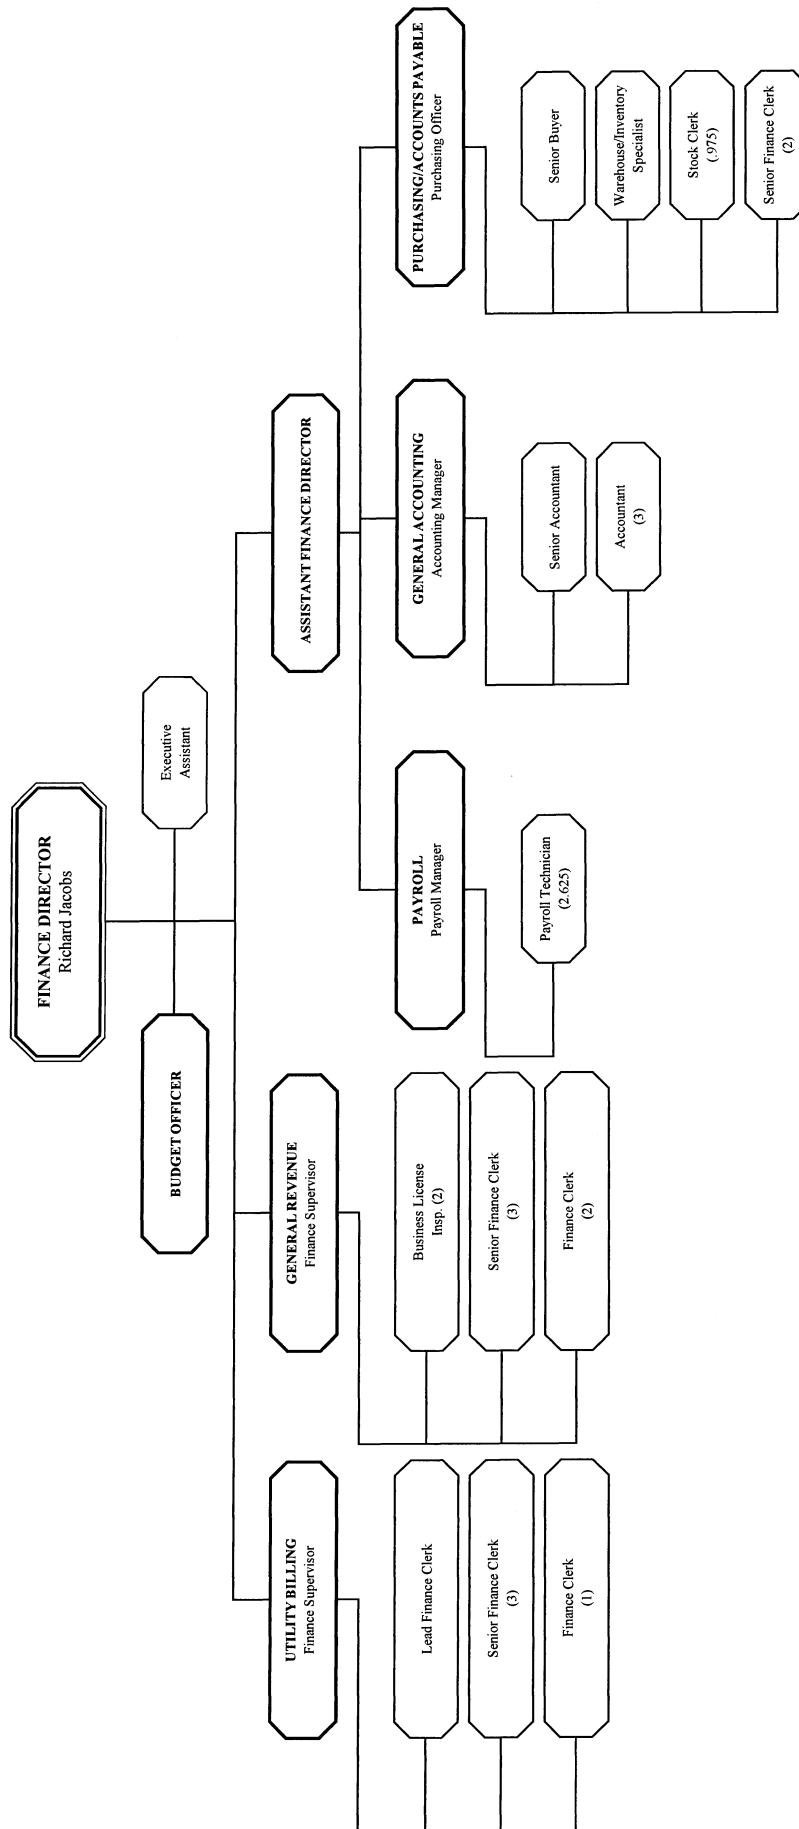 FINANCE DIRECTOR
Richard Jacobs
BUDGET OFFICER
Executive
Assistant
UTILITY BILLING
Finance Supervisor
GENERAL REVENUE
Finance Supervisor
ASSISTANT FINANCE DIRECTOR
Lead Finance Clerk
Senior Finance Clerk
(3)
Finance Clerk
(1)
Business License
Insp. (2)
Senior Finance Clerk
(3)
Finance Clerk
(2)
PAYROLL
Payroll Manager
Payroll Technician
(2.625)
GENERAL ACCOUNTING
Accounting Manager
Senior Accountant
Accountant
(3)
PURCHASING/ACCOUNTS PAYABLE
Purchasing Officer
Senior Buyer
Warehouse/Inventory
Specialist
Stock Clerk
(.975)
Senior Finance Clerk
(2)